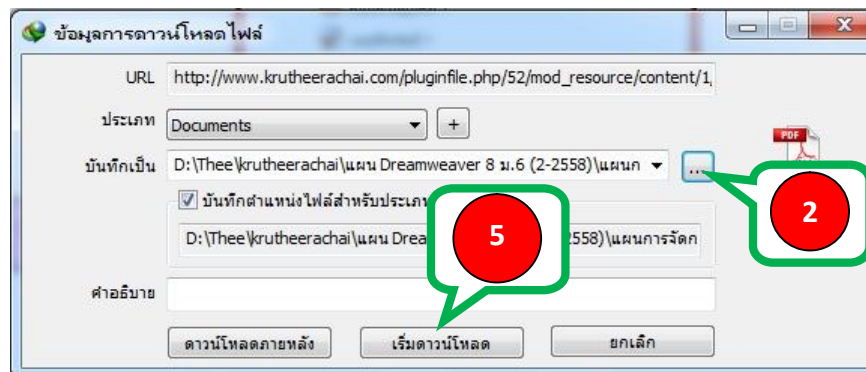 ข้อมูลการดาวน์โหลดไฟล์
URL http://www.krutheerachai.com/pluginfile.php/52/mod_resource/content/1,
ประเภท Documents +
PDF
บันทึกเป็น D:\Thee\krutheerachai\แผน Dreamweaver 8 ม.6 (2-2558)\แผนก ...
2
บันทึกตำแหน่งไฟล์สำหรับประเภ
5
D:\Thee\krutheerachai\แผน Drea 2558)\แผนการจัดก
คำอธิบาย
ดาวน์โหลดภายหลัง เริ่มดาวน์โหลด ยกเลิก